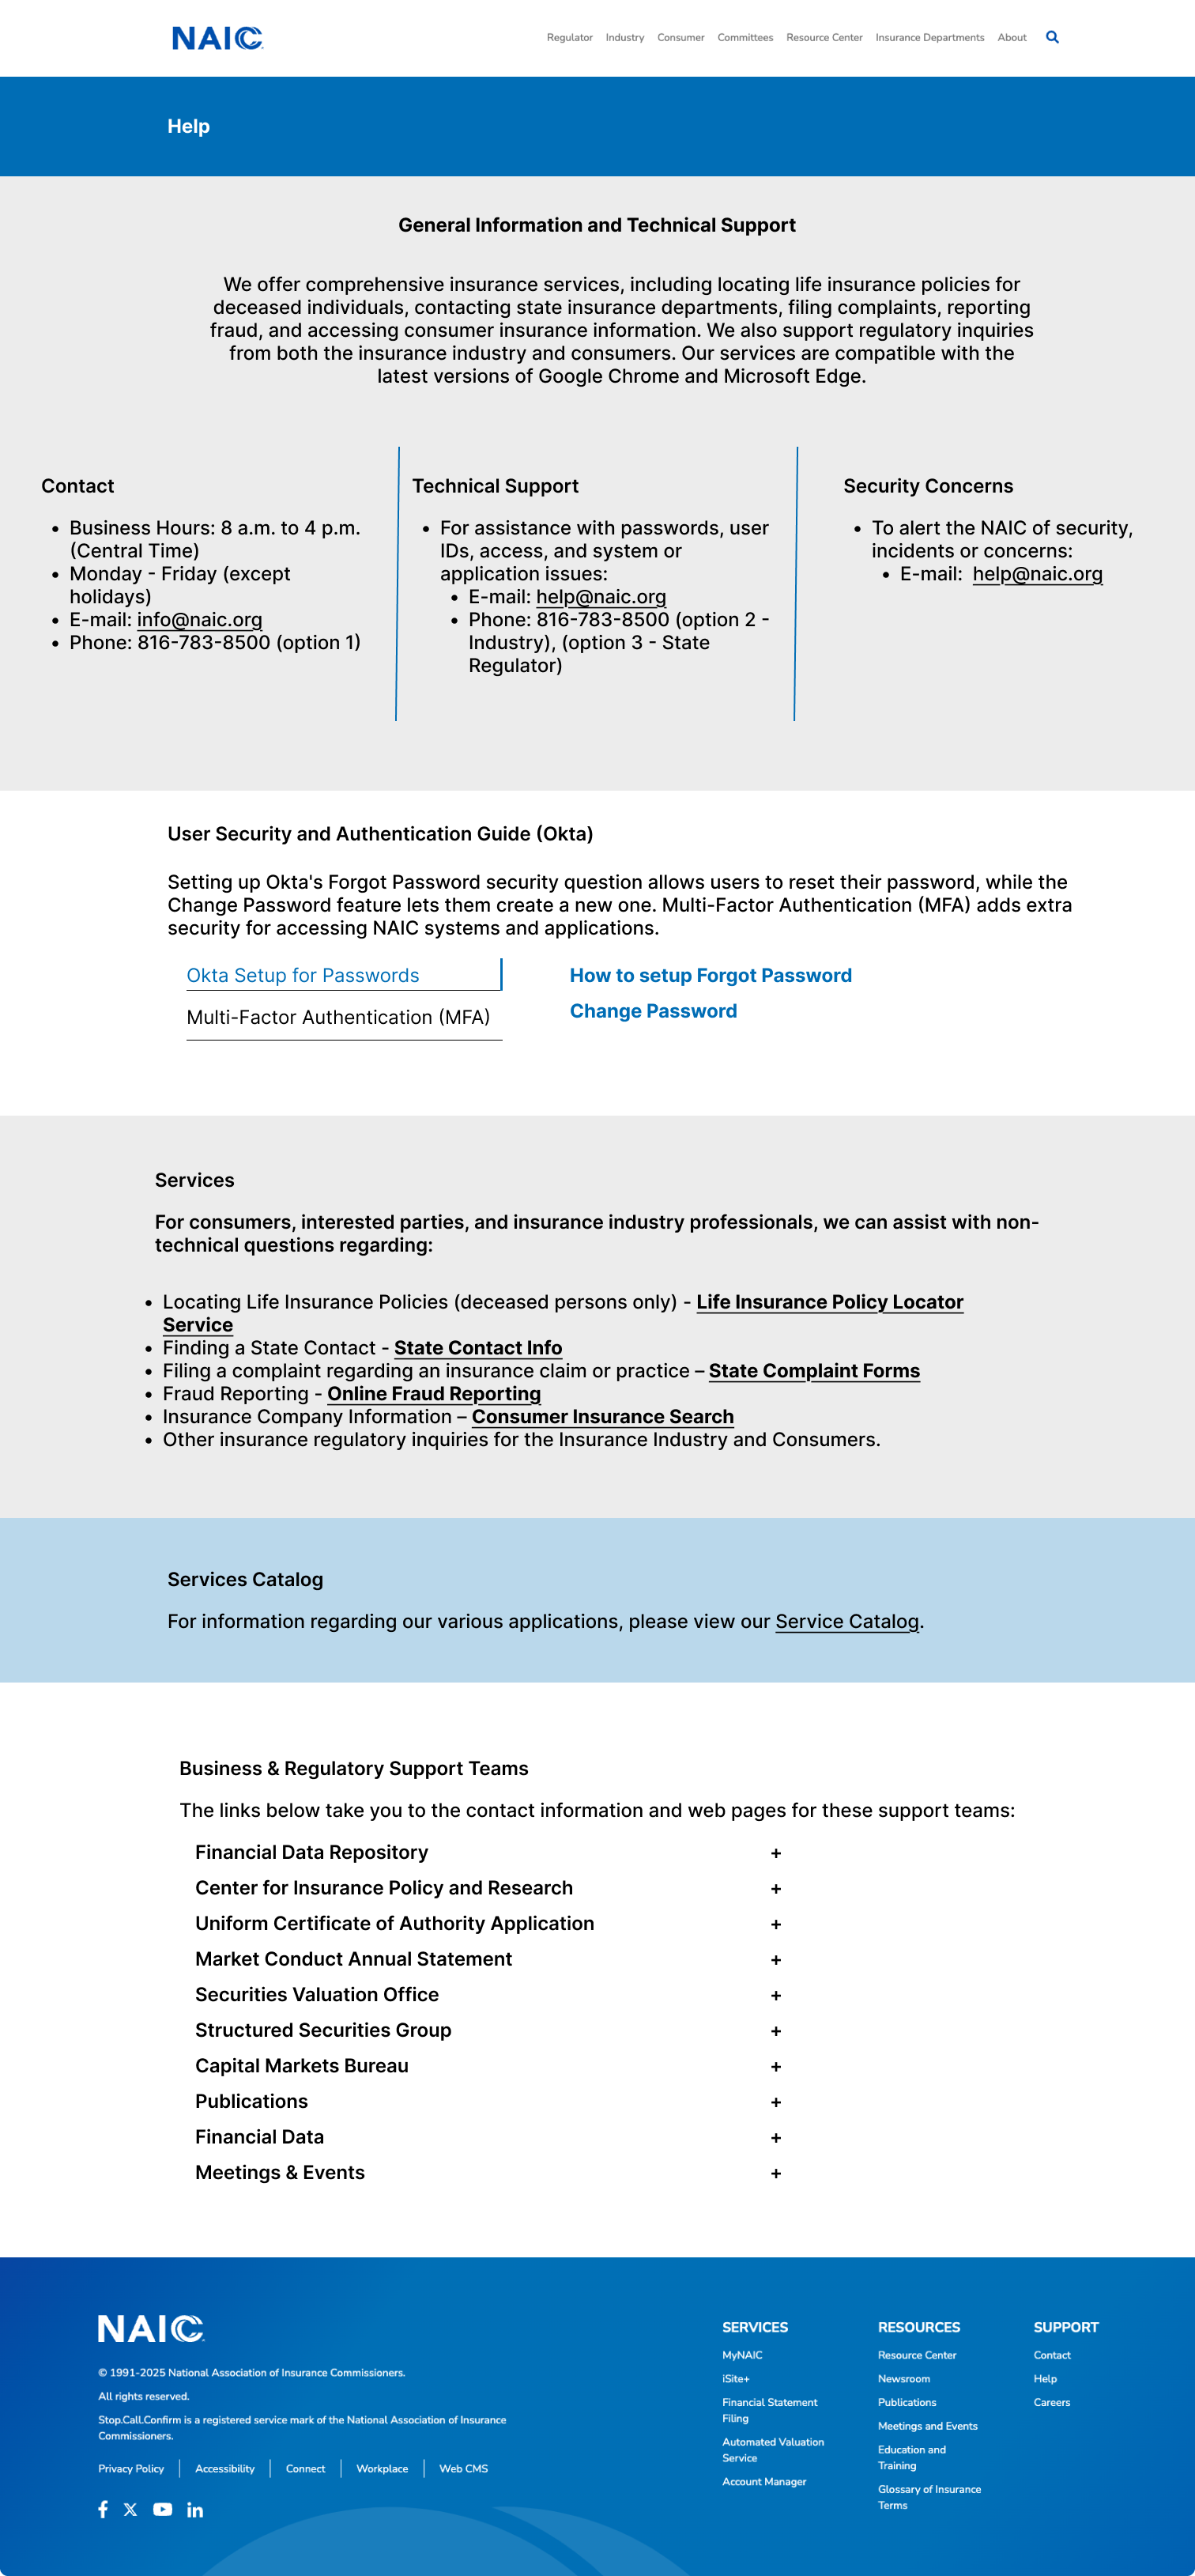 NAIC
Regulator Industry Consumer Committees Resource Center Insurance Departments About
Help
General Information and Technical Support
We offer comprehensive insurance services, including locating life insurance policies for
deceased individuals, contacting state insurance departments, filing complaints, reporting
fraud, and accessing consumer insurance information. We also support regulatory inquiries
from both the insurance industry and consumers. Our services are compatible with the
latest versions of Google Chrome and Microsoft Edge.
Contact
• Business Hours: 8 a.m. to 4 p.m.
(Central Time)
• Monday - Friday (except
holidays)
• E-mail: info@naic.org
• Phone: 816-783-8500 (option 1)
Technical Support
• For assistance with passwords, user
IDs, access, and system or
application issues:
• E-mail: help@naic.org
• Phone: 816-783-8500 (option 2 -
Industry), (option 3 - State
Regulator)
Security Concerns
• To alert the NAIC of security,
incidents or concerns:
• E-mail: help@naic.org
User Security and Authentication Guide (Okta)
Setting up Okta's Forgot Password security question allows users to reset their password, while the
Change Password feature lets them create a new one. Multi-Factor Authentication (MFA) adds extra
security for accessing NAIC systems and applications.
Okta Setup for Passwords
Multi-Factor Authentication (MFA)
How to setup Forgot Password
Change Password
Services
For consumers, interested parties, and insurance industry professionals, we can assist with non-
technical questions regarding:
• Locating Life Insurance Policies (deceased persons only) - Life Insurance Policy Locator
Service
• Finding a State Contact - State Contact Info
• Filing a complaint regarding an insurance claim or practice – State Complaint Forms
• Fraud Reporting - Online Fraud Reporting
• Insurance Company Information – Consumer Insurance Search
• Other insurance regulatory inquiries for the Insurance Industry and Consumers.
Services Catalog
For information regarding our various applications, please view our Service Catalog.
Business & Regulatory Support Teams
The links below take you to the contact information and web pages for these support teams:
Financial Data Repository +
Center for Insurance Policy and Research +
Uniform Certificate of Authority Application +
Market Conduct Annual Statement +
Securities Valuation Office +
Structured Securities Group +
Capital Markets Bureau +
Publications +
Financial Data +
Meetings & Events +
NAIC
© 1991-2025 National Association of Insurance Commissioners.
All rights reserved.
Stop.Call.Confirm is a registered service mark of the National Association of Insurance
Commissioners.
Privacy Policy Accessibility Connect Workplace Web CMS
SERVICES
MyNAIC
iSite+
Financial Statement
Filing
Automated Valuation
Service
Account Manager
RESOURCES
Resource Center
Newsroom
Publications
Meetings and Events
Education and
Training
Glossary of Insurance
Terms
SUPPORT
Contact
Help
Careers